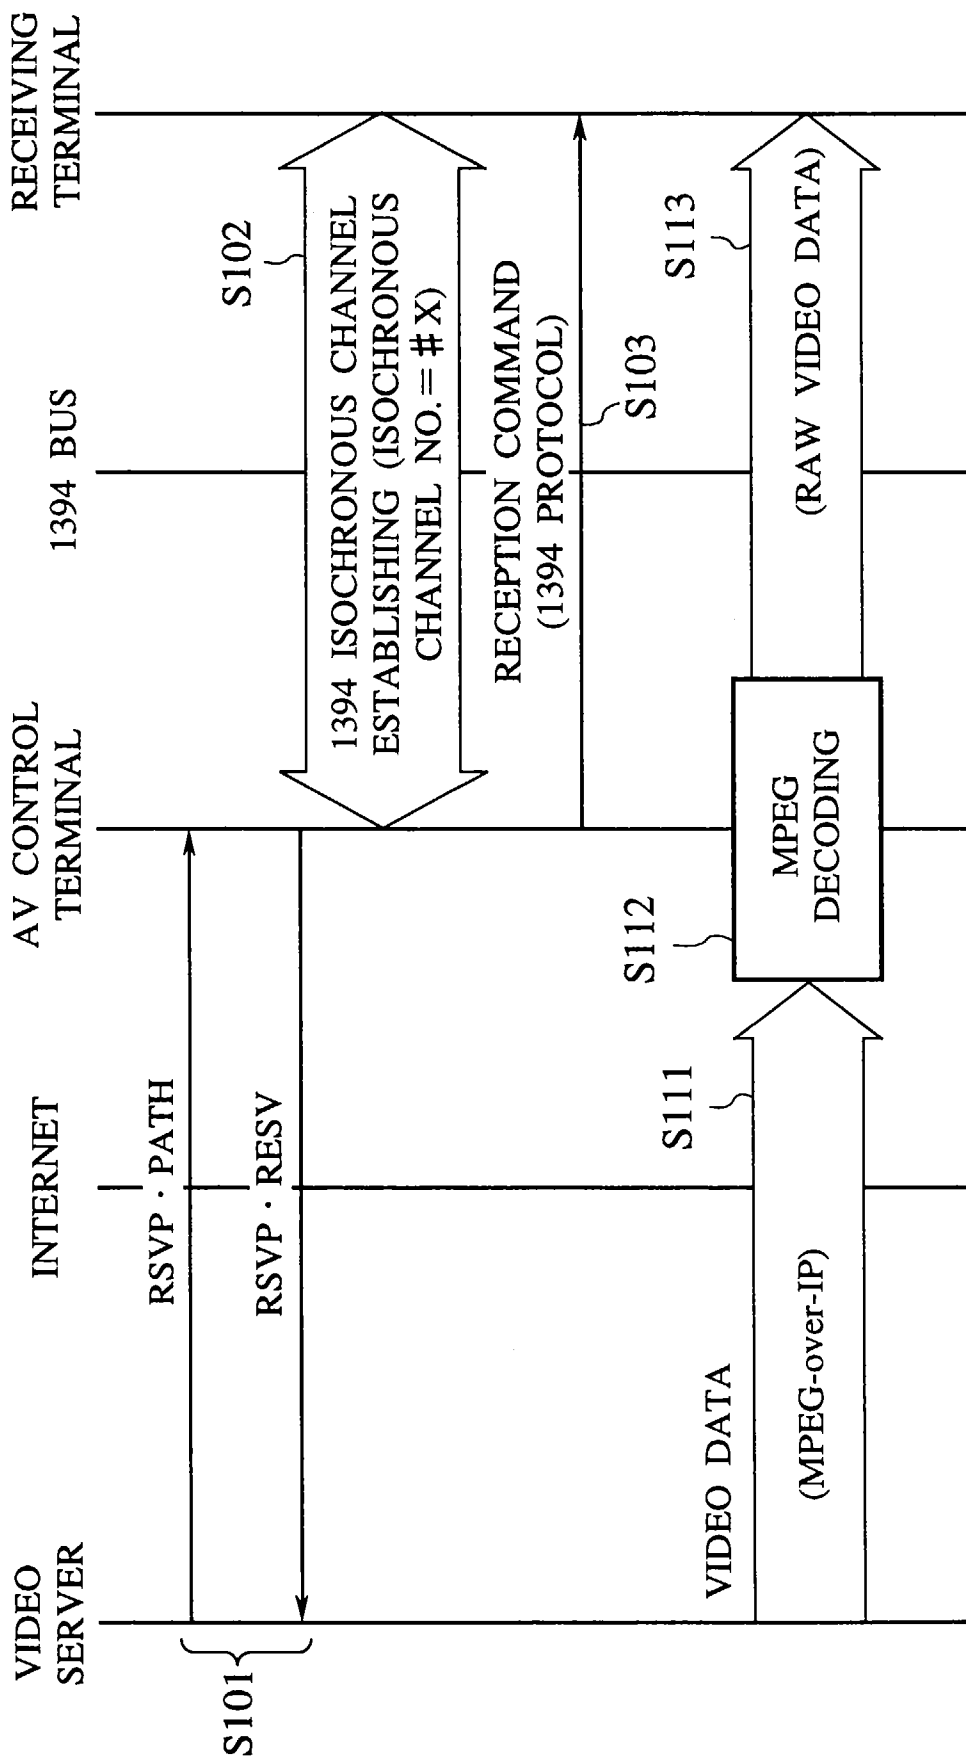 VIDEO
SERVER
INTERNET
AV CONTROL
TERMINAL
1394 BUS
RECEIVING
TERMINAL
S101
RSVP · PATH
RSVP · RESV
S102
1394 ISOCHRONOUS CHANNEL
ESTABLISHING (ISOCHRONOUS
CHANNEL NO.=#X)
RECEPTION COMMAND
(1394 PROTOCOL)
S103
VIDEO DATA
(MPEG-over-IP)
S111
S112
MPEG
DECODING
S113
(RAW VIDEO DATA)